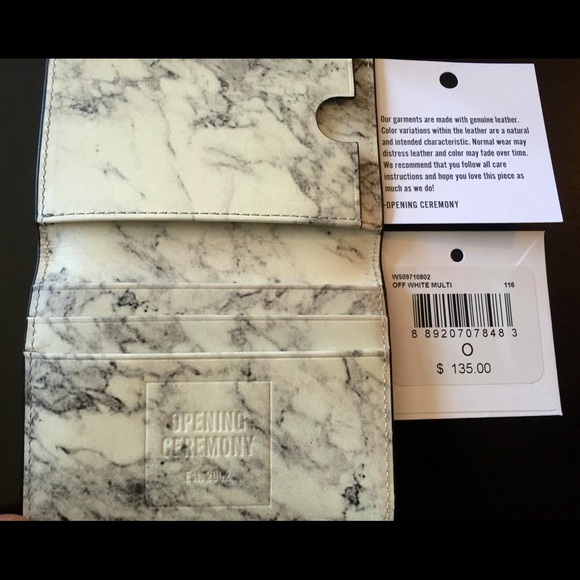 Our garments are made with genuine leather.
Color variations within the leather are a natural
and intended characteristic. Normal wear may
distress leather and color may fade over time.
We recommend that you follow all care
instructions and hope you love this piece as
much as we do!
-OPENING CEREMONY
W509710802
OFF WHITE MULTI 116
8 89207 07848 3
O
$ 135.00
OPENING
CEREMONY
EST. 2002